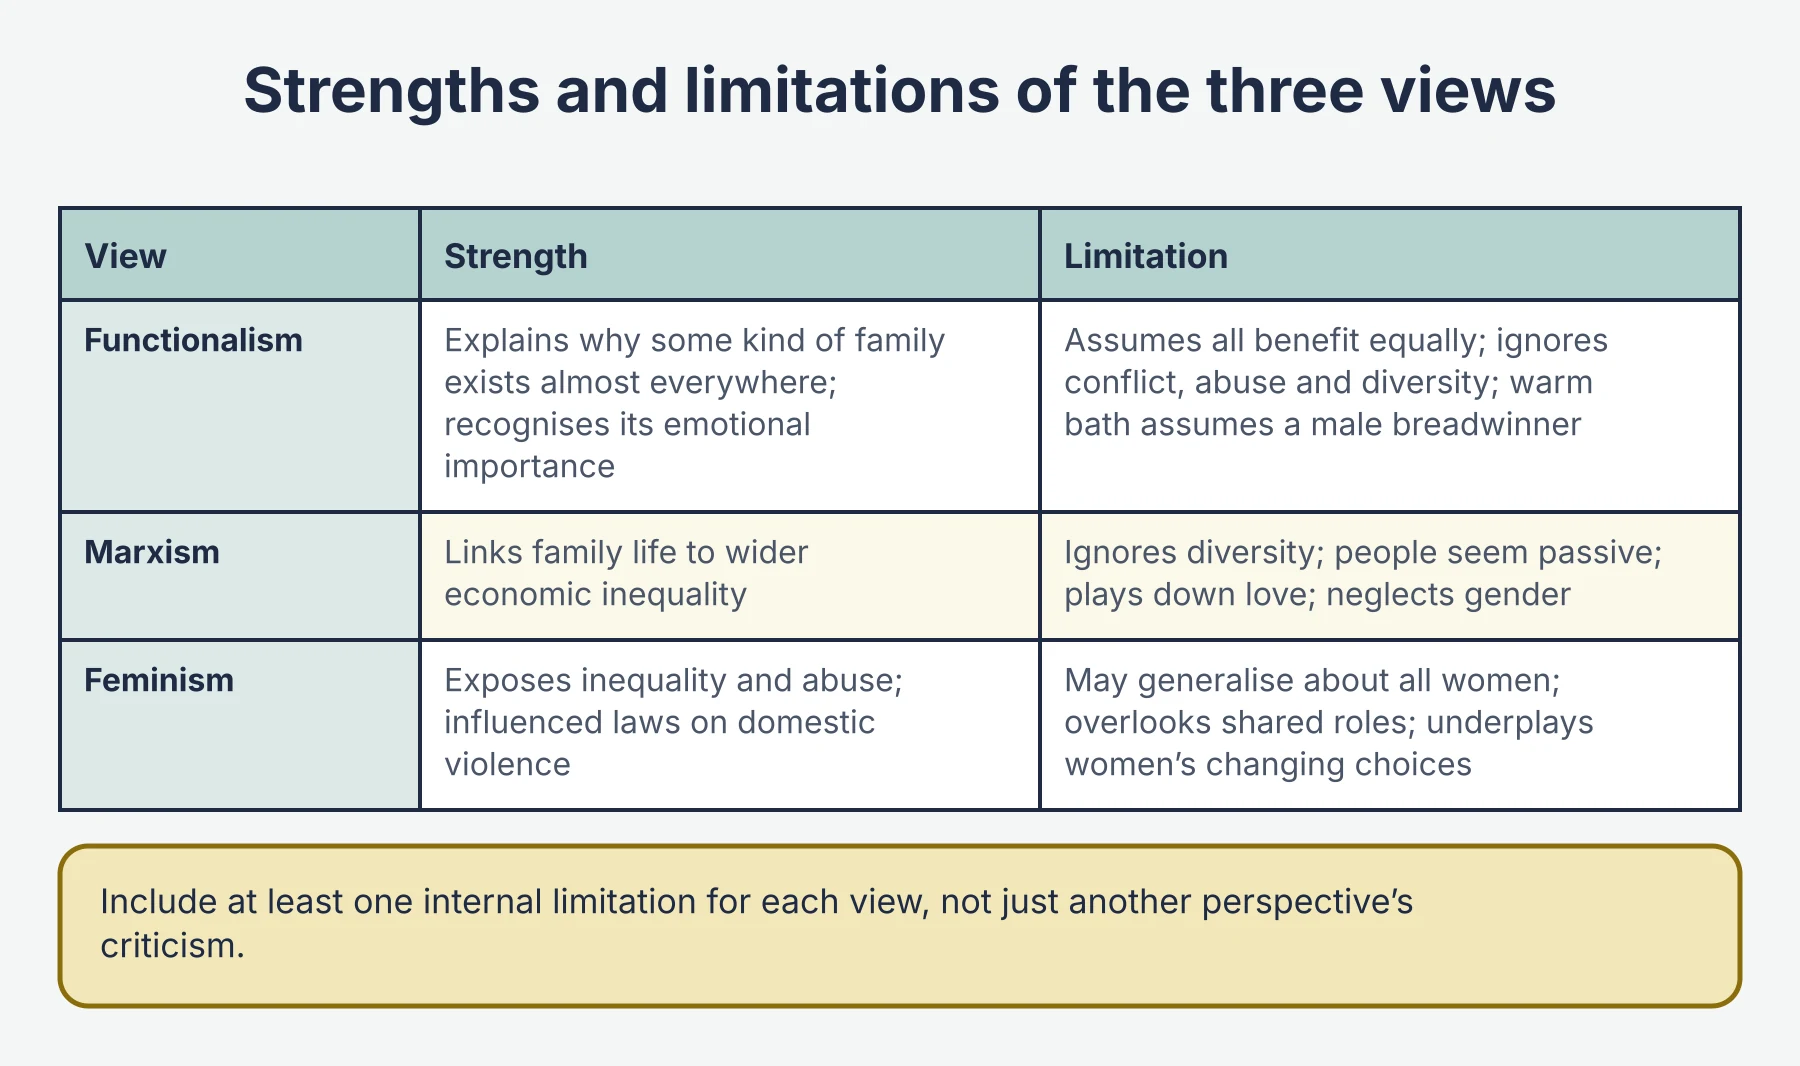 Strengths and limitations of the three views
View
Strength
Limitation
Functionalism
Explains why some kind of family
exists almost everywhere;
recognises its emotional
importance
Assumes all benefit equally; ignores
conflict, abuse and diversity; warm
bath assumes a male breadwinner
Marxism
Links family life to wider
economic inequality
Ignores diversity; people seem passive;
plays down love; neglects gender
Feminism
Exposes inequality and abuse;
influenced laws on domestic
violence
May generalise about all women;
overlooks shared roles; underplays
women’s changing choices
Include at least one internal limitation for each view, not just another perspective’s
criticism.